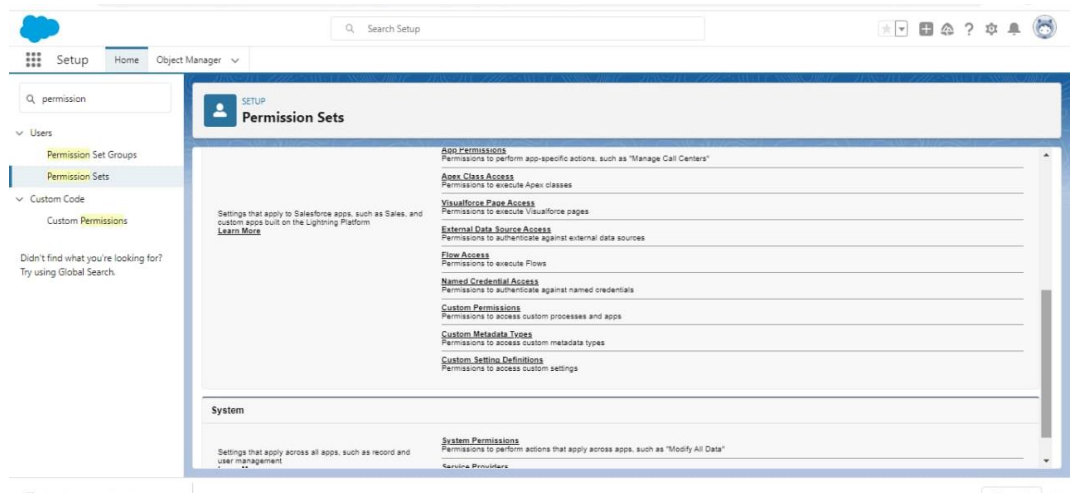 Search Setup
Setup
Home
Object Manager
permission
Users
Permission Set Groups
Permission Sets
Custom Code
Custom Permissions
Didn't find what you're looking for?
Try using Global Search.
SETUP
Permission Sets
Settings that apply to Salesforce apps, such as Sales, and
custom apps built on the Lightning Platform
Learn More
App Permissions
Permissions to perform app-specific actions, such as "Manage Call Centers"
Apex Class Access
Permissions to execute Apex classes
Visualforce Page Access
Permissions to execute Visualforce pages
External Data Source Access
Permissions to authenticate against external data sources
Flow Access
Permissions to execute Flows
Named Credential Access
Permissions to authenticate against named credentials
Custom Permissions
Permissions to access custom processes and apps
Custom Metadata Types
Permissions to access custom metadata types
Custom Setting Definitions
Permissions to access custom settings
System
Settings that apply across all apps, such as record and
user management
System Permissions
Permissions to perform actions that apply across apps, such as "Modify All Data"
Service Providers